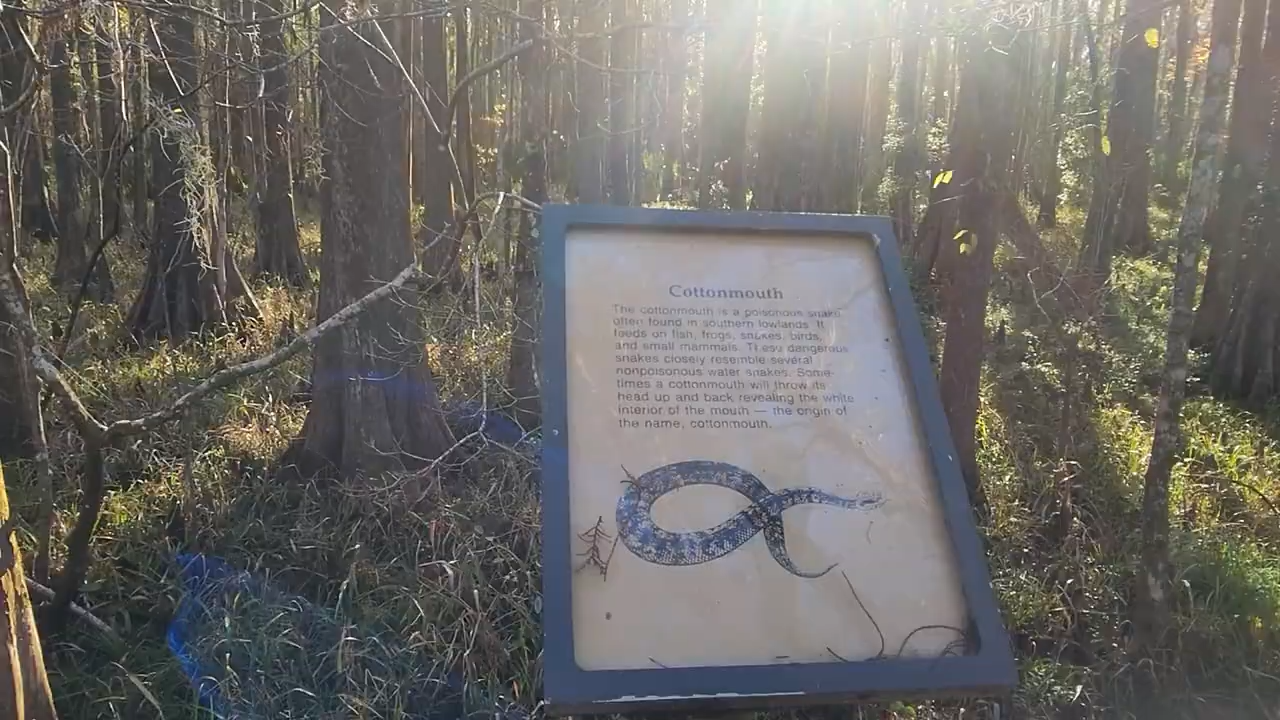 Cottonmouth
The cottonmouth is a poisonous snake
often found in southern lowlands. It
feeds on fish, frogs, snakes, birds,
and small mammals. These dangerous
snakes closely resemble several
nonpoisonous water snakes. Some-
times a cottonmouth will throw its
head up and back revealing the white
interior of the mouth — the origin of
the name, cottonmouth.